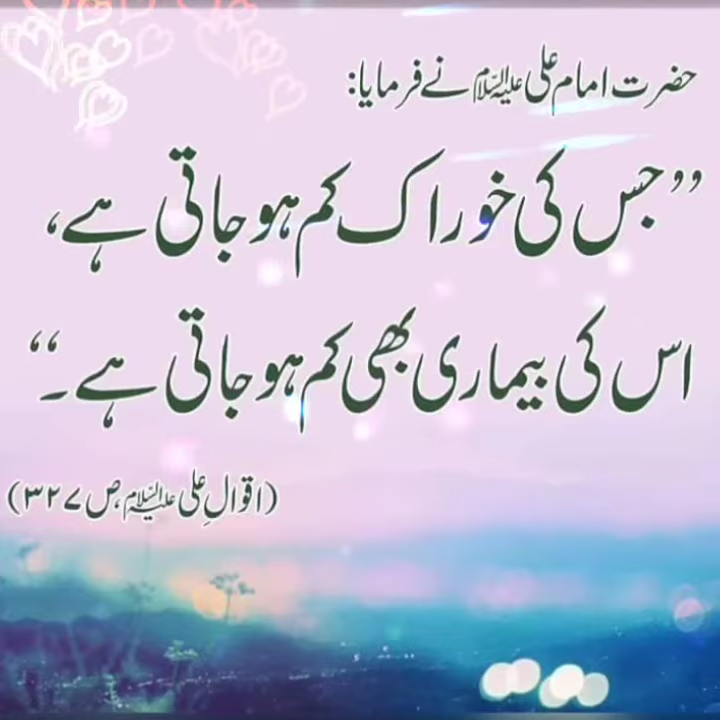 حضرت امام علی علیہ السلام نے فرمایا:
”جس کی خوراک کم ہو جاتی ہے،
اس کی بیماری بھی کم ہو جاتی ہے۔“
(اقوالِ علی علیہ السلام، ص ۳۲۷)